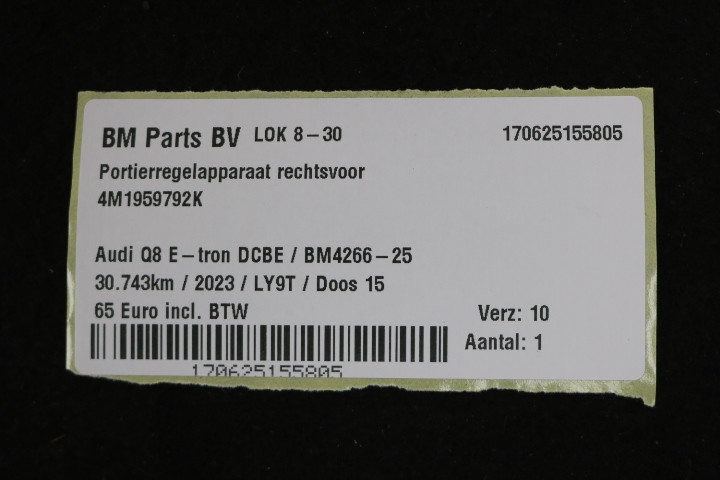 BM Parts BV LOK 8-30 170625155805
Portierregelapparaat rechtsvoor
4M1959792K
Audi Q8 E-tron DCBE / BM4266-25
30.743km / 2023 / LY9T / Doos 15
65 Euro incl. BTW Verz: 10
Aantal: 1
170625155805